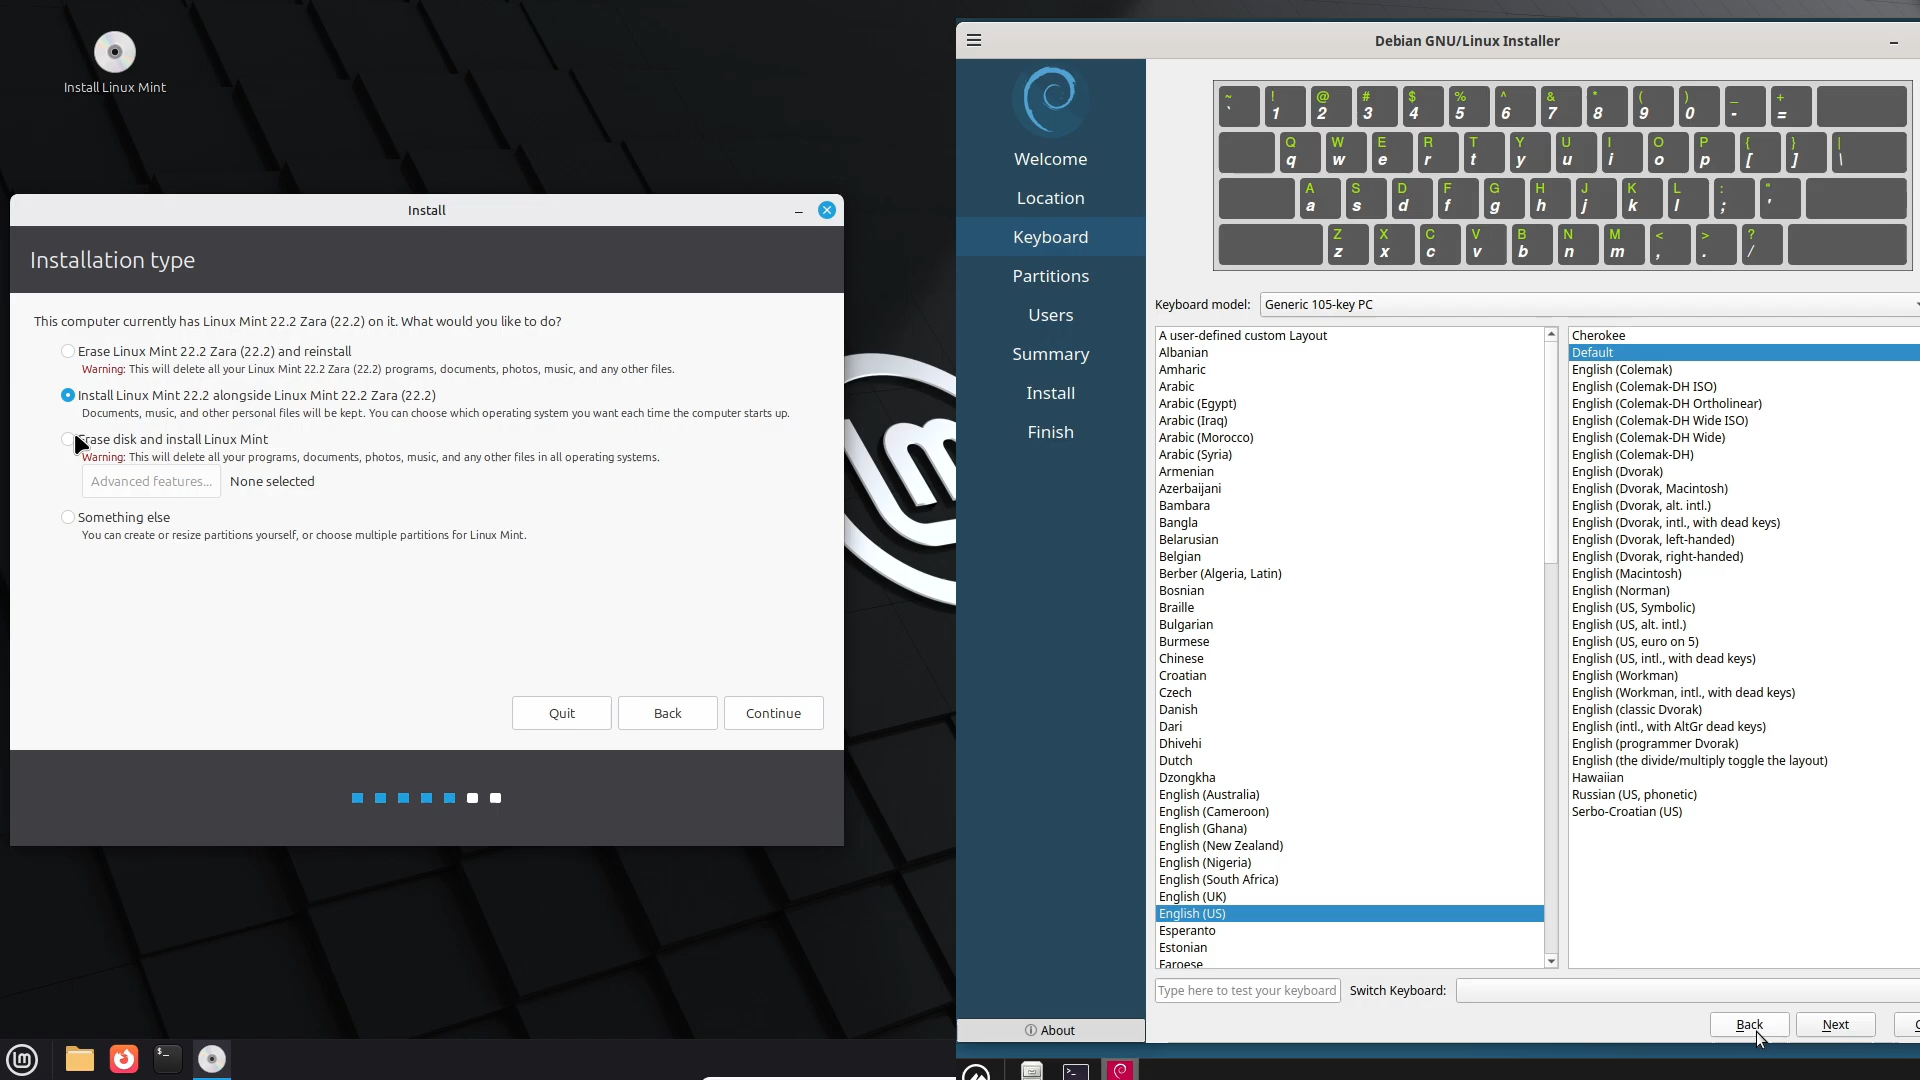 Install Linux Mint
Install
Installation type
This computer currently has Linux Mint 22.2 Zara (22.2) on it. What would you like to do?
Erase Linux Mint 22.2 Zara (22.2) and reinstall
Warning: This will delete all your Linux Mint 22.2 Zara (22.2) programs, documents, photos, music, and any other files.
Install Linux Mint 22.2 alongside Linux Mint 22.2 Zara (22.2)
Documents, music, and other personal files will be kept. You can choose which operating system you want each time the computer starts up.
Erase disk and install Linux Mint
Warning: This will delete all your programs, documents, photos, music, and any other files in all operating systems.
Advanced features... None selected
Something else
You can create or resize partitions yourself, or choose multiple partitions for Linux Mint.
Quit Back Continue
Debian GNU/Linux Installer
Welcome
Location
Keyboard
Partitions
Users
Summary
Install
Finish
About
~ ! @ # $ % ^ & * ( ) _ +
` 1 2 3 4 5 6 7 8 9 0 - =
Q W E R T Y U I O P { } |
q w e r t y u i o p [ ] \
A S D F G H J K L : "
a s d f g h j k l ; '
Z X C V B N M < > ?
z x c v b n m , . /
Keyboard model: Generic 105-key PC
A user-defined custom Layout
Albanian
Amharic
Arabic
Arabic (Egypt)
Arabic (Iraq)
Arabic (Morocco)
Arabic (Syria)
Armenian
Azerbaijani
Bambara
Bangla
Belarusian
Belgian
Berber (Algeria, Latin)
Bosnian
Braille
Bulgarian
Burmese
Chinese
Croatian
Czech
Danish
Dari
Dhivehi
Dutch
Dzongkha
English (Australia)
English (Cameroon)
English (Ghana)
English (New Zealand)
English (Nigeria)
English (South Africa)
English (UK)
English (US)
Esperanto
Estonian
Faroese
Cherokee
Default
English (Colemak)
English (Colemak-DH ISO)
English (Colemak-DH Ortholinear)
English (Colemak-DH Wide ISO)
English (Colemak-DH Wide)
English (Colemak-DH)
English (Dvorak)
English (Dvorak, Macintosh)
English (Dvorak, alt. intl.)
English (Dvorak, intl., with dead keys)
English (Dvorak, left-handed)
English (Dvorak, right-handed)
English (Macintosh)
English (Norman)
English (US, Symbolic)
English (US, alt. intl.)
English (US, euro on 5)
English (US, intl., with dead keys)
English (Workman)
English (Workman, intl., with dead keys)
English (classic Dvorak)
English (intl., with AltGr dead keys)
English (programmer Dvorak)
English (the divide/multiply toggle the layout)
Hawaiian
Russian (US, phonetic)
Serbo-Croatian (US)
Type here to test your keyboard Switch Keyboard:
Back Next